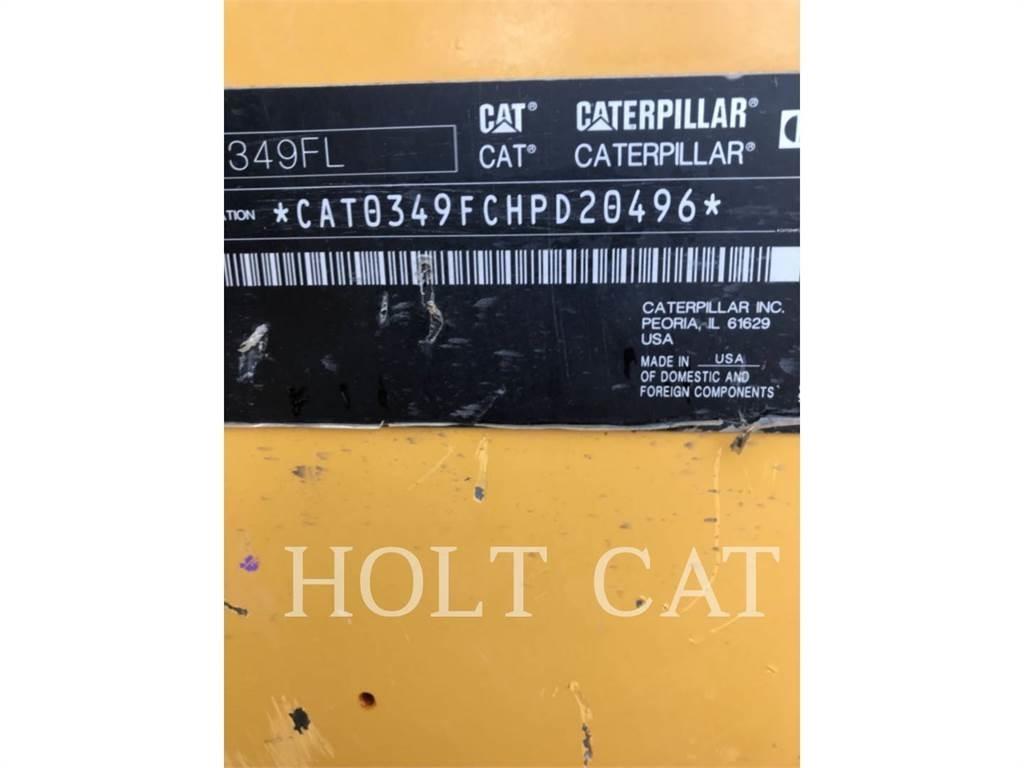 CAT® CATERPILLAR®
349FL
CAT® CATERPILLAR®
*CAT0349FCHPD20496*
CATERPILLAR INC.
PEORIA, IL 61629
USA
MADE IN USA
OF DOMESTIC AND
FOREIGN COMPONENTS
HOLT CAT